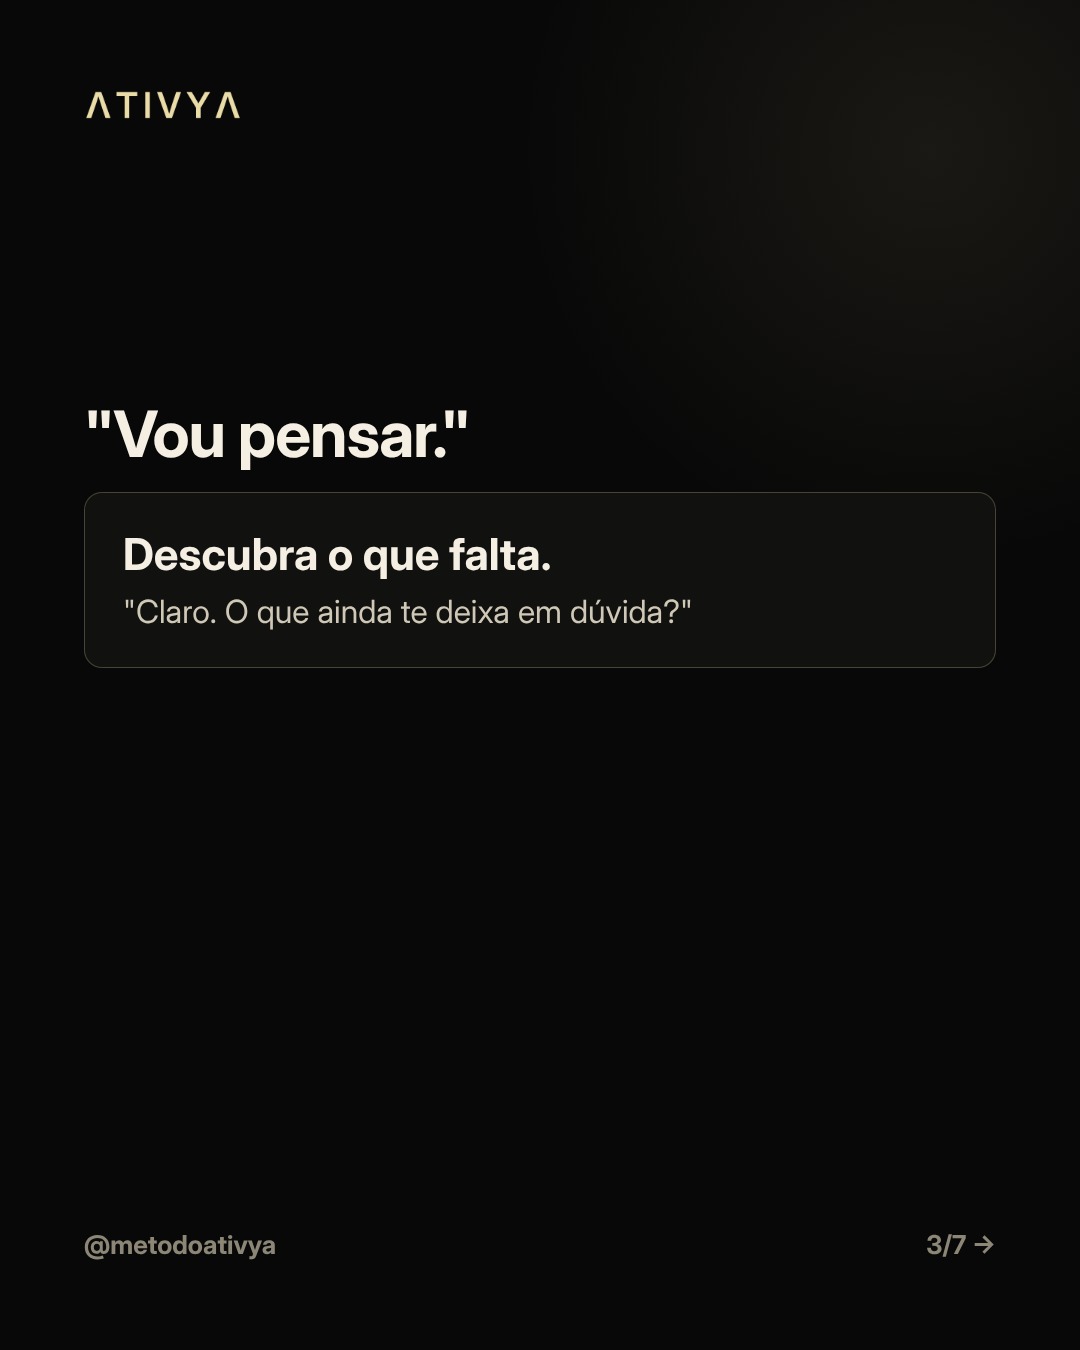 ATIVYA
"Vou pensar."
Descubra o que falta.
"Claro. O que ainda te deixa em dúvida?"
@metodoativya
3/7 →